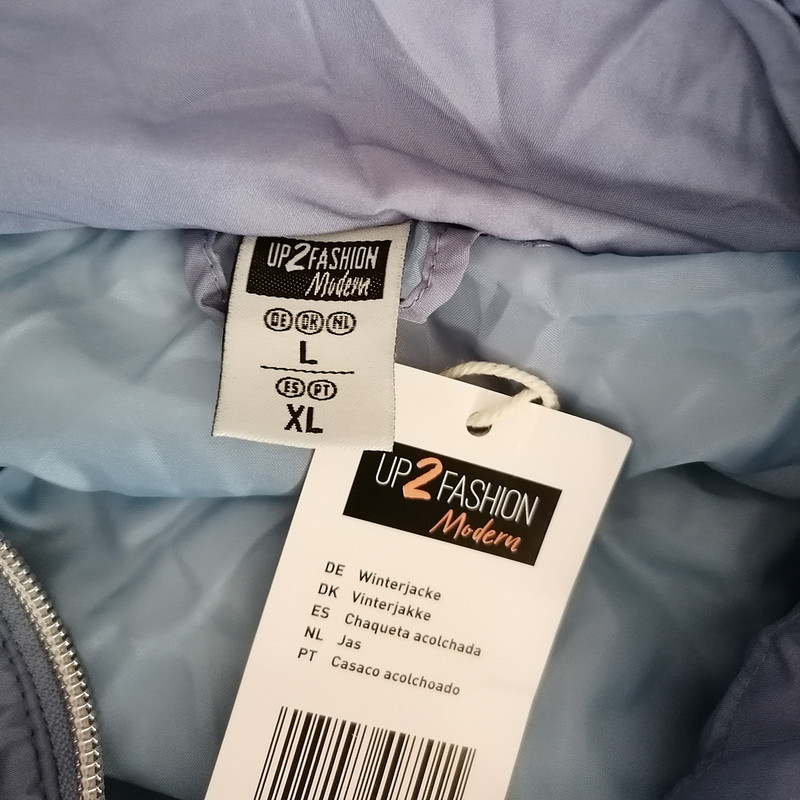 UP2FASHION
Modern
DE DK NL
L
ES PT
XL
UP2FASHION
Modern
DE Winterjacke
DK Vinterjakke
ES Chaqueta acolchada
NL Jas
PT Casaco acolchoado